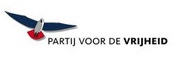 PARTIJ VOOR DE VRIJHEID